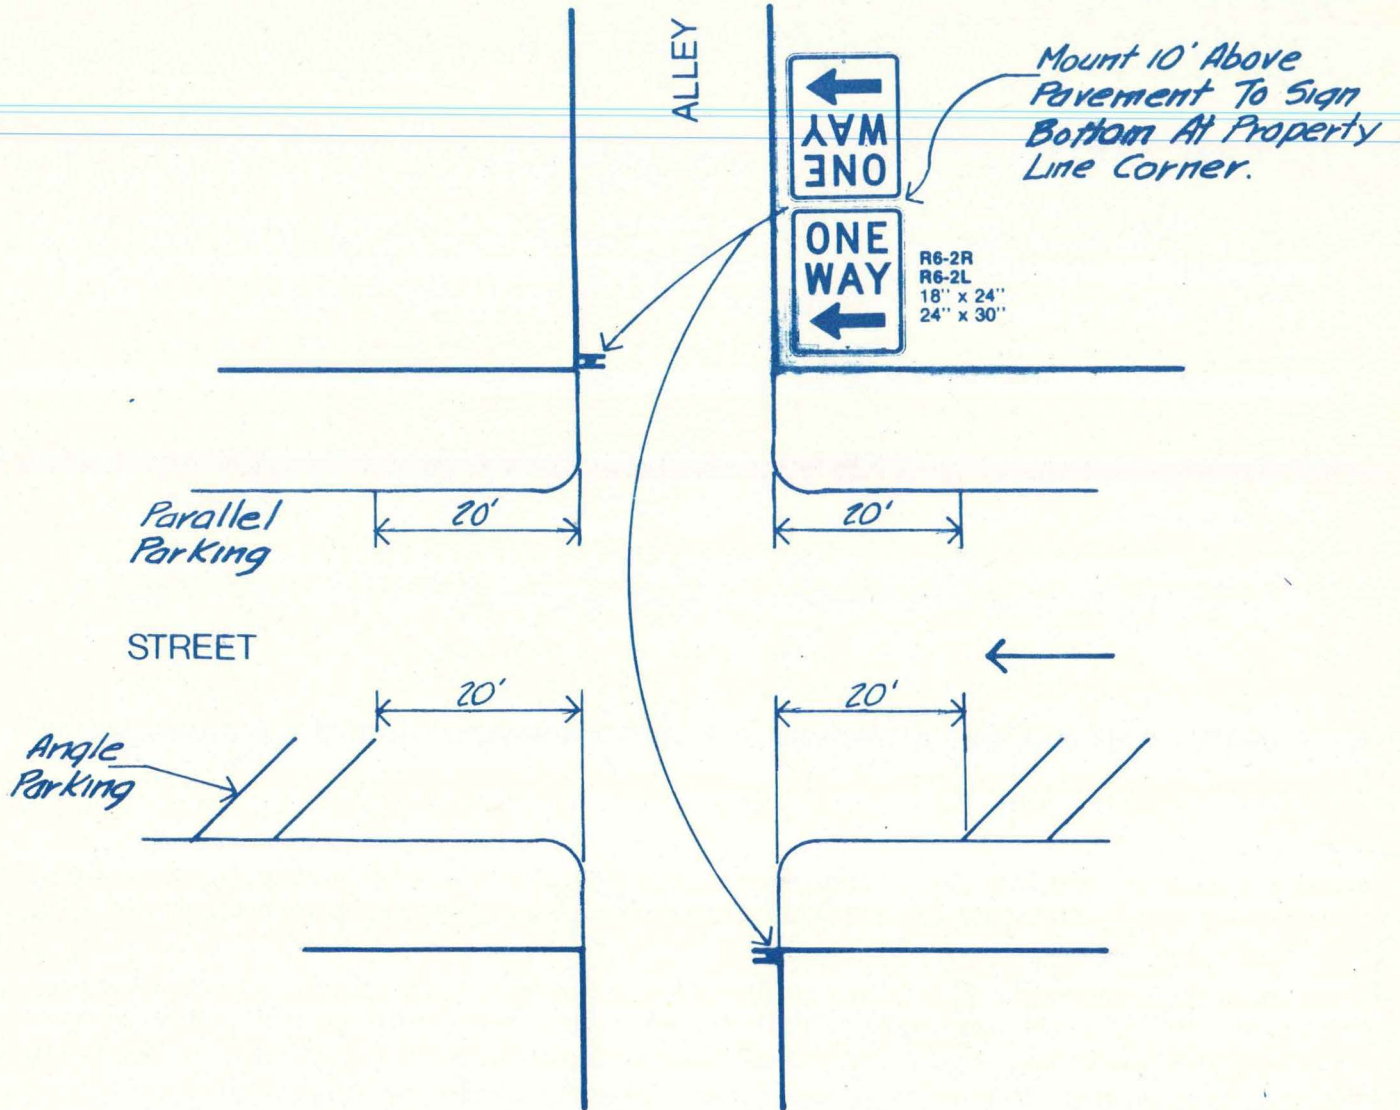 ALLEY
WAY
ONE
Mount 10' Above
Pavement To Sign
Bottom At Property
Line Corner.
ONE
WAY
R6-2R
R6-2L
18" x 24"
24" x 30"
Parallel
Parking
20'
20'
STREET
20'
20'
Angle
Parking